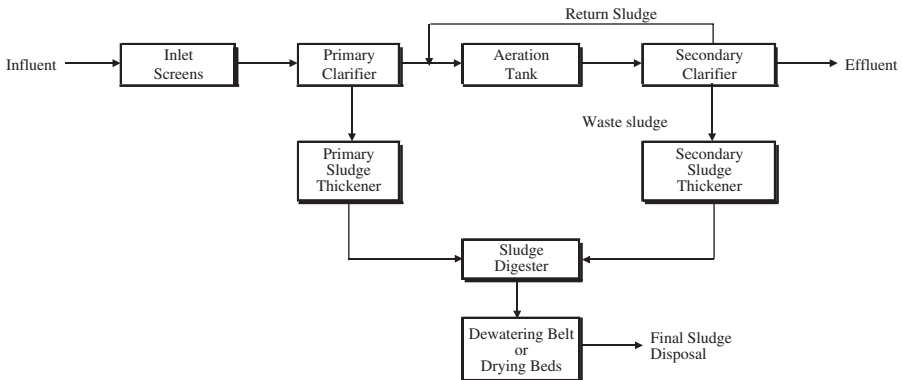 Return Sludge
Influent
Inlet
Screens
Primary
Clarifier
Aeration
Tank
Secondary
Clarifier
Effluent
Waste sludge
Primary
Sludge
Thickener
Secondary
Sludge
Thickener
Sludge
Digester
Dewatering Belt
or
Drying Beds
Final Sludge
Disposal